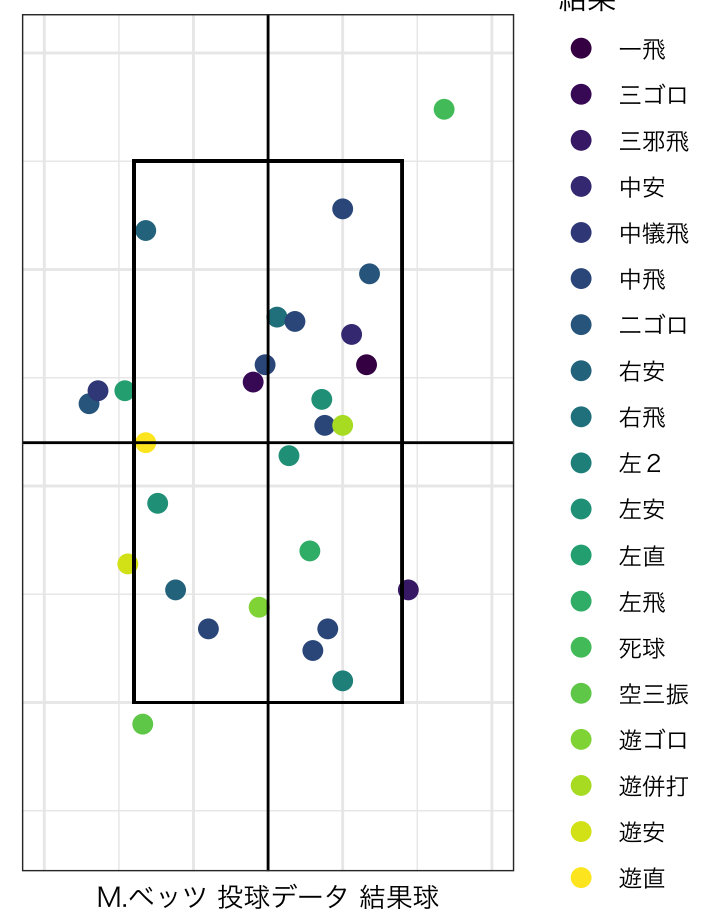 結果
一飛
三ゴロ
三邪飛
中安
中犠飛
中飛
二ゴロ
右安
右飛
左２
左安
左直
左飛
死球
空三振
遊ゴロ
遊併打
遊安
遊直
M.ベッツ 投球データ 結果球